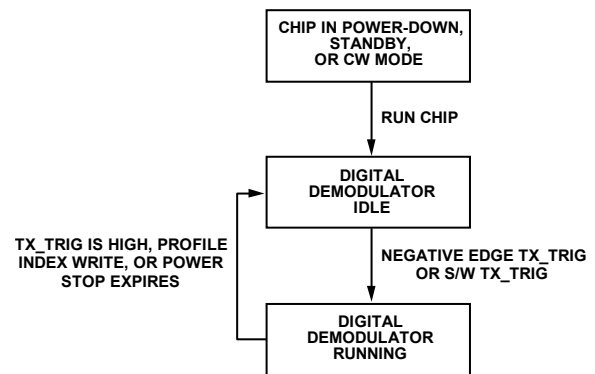 CHIP IN POWER-DOWN,
STANDBY,
OR CW MODE
RUN CHIP
DIGITAL
DEMODULATOR
IDLE
TX_TRIG IS HIGH, PROFILE
INDEX WRITE, OR POWER
STOP EXPIRES
NEGATIVE EDGE TX_TRIG
OR S/W TX_TRIG
DIGITAL
DEMODULATOR
RUNNING